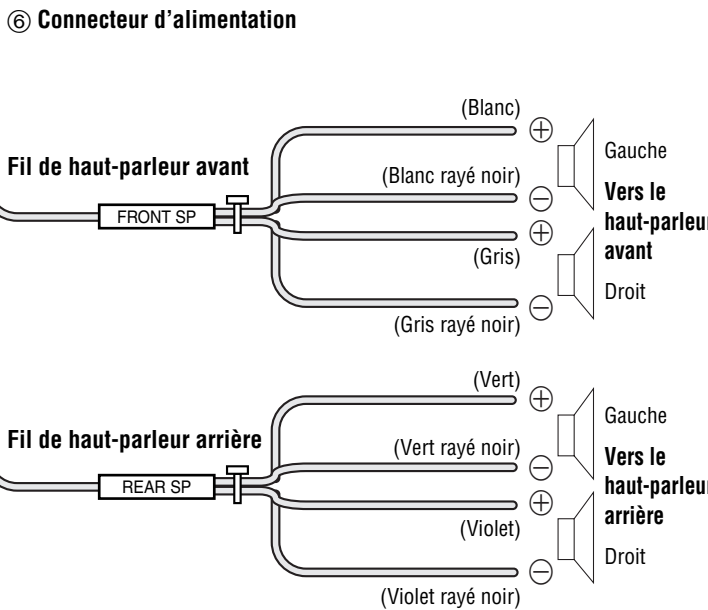 ⑥ Connecteur d'alimentation
(Blanc)
⊕
Gauche
Fil de haut-parleur avant
(Blanc rayé noir)
⊖
Vers le
haut-parleur
avant
FRONT SP
⊕
(Gris)
Droit
⊖
(Gris rayé noir)
(Vert)
⊕
Gauche
Fil de haut-parleur arrière
(Vert rayé noir)
⊖
Vers le
haut-parleur
arrière
REAR SP
⊕
(Violet)
Droit
⊖
(Violet rayé noir)